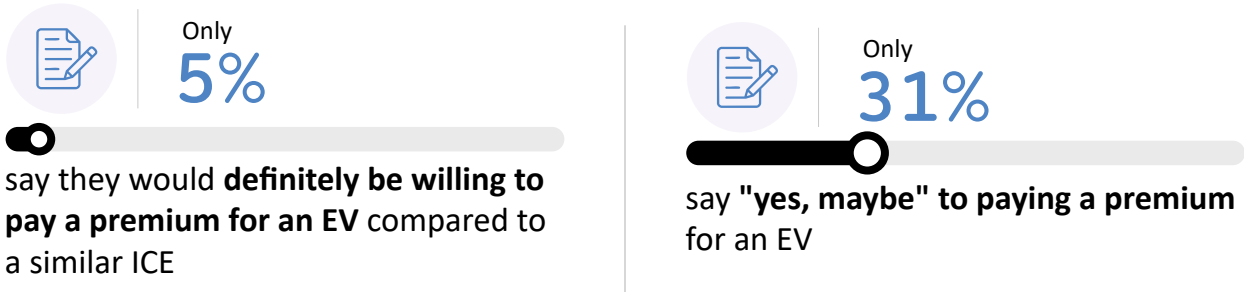 Only
5%
say they would definitely be willing to
pay a premium for an EV compared to
a similar ICE
Only
31%
say "yes, maybe" to paying a premium
for an EV